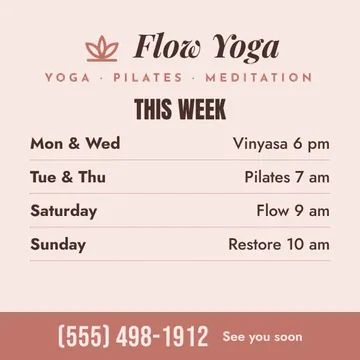 Flow Yoga
YOGA · PILATES · MEDITATION
THIS WEEK
Mon & Wed Vinyasa 6 pm
Tue & Thu Pilates 7 am
Saturday Flow 9 am
Sunday Restore 10 am
(555) 498-1912 See you soon